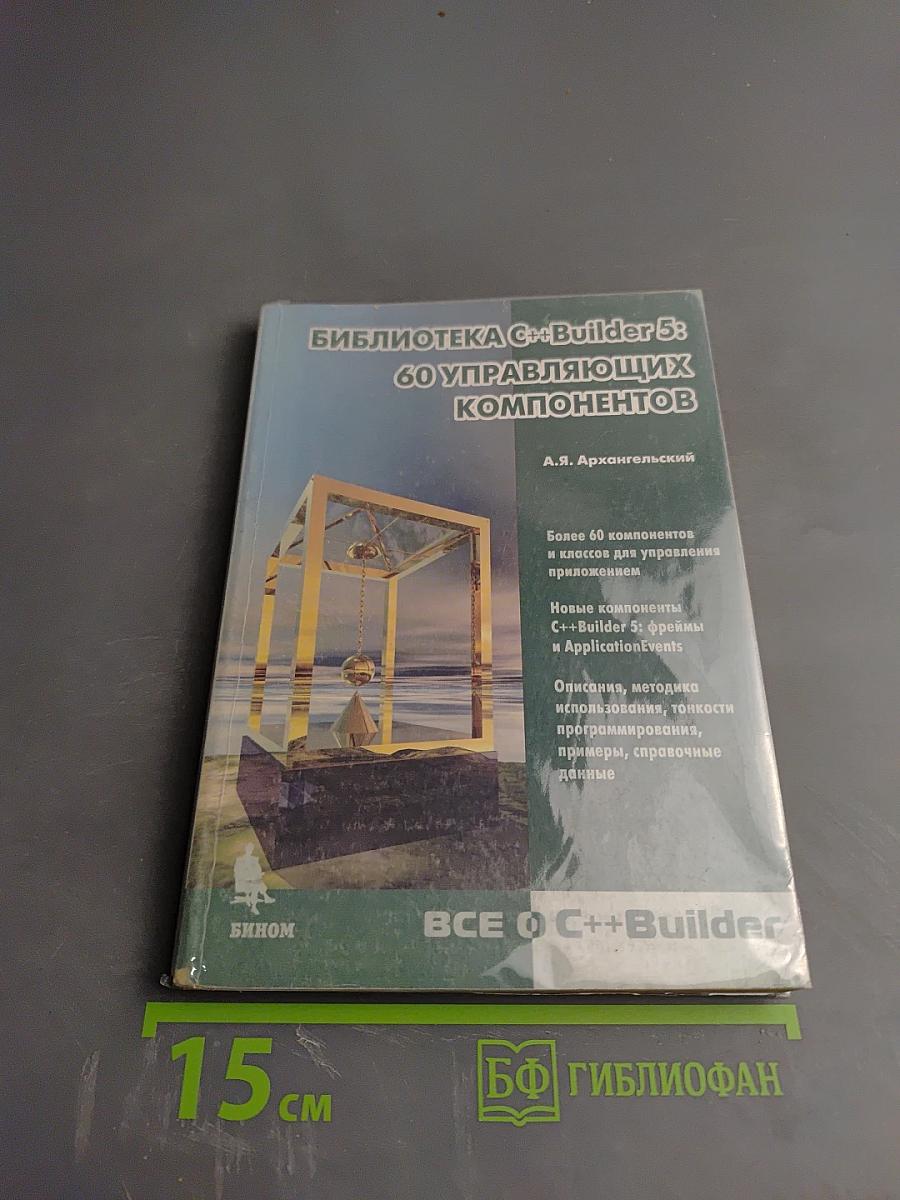 БИБЛИОТЕКА C++Builder 5:
60 УПРАВЛЯЮЩИХ
КОМПОНЕНТОВ
А.Я. Архангельский
Более 60 компонентов
и классов для управления
приложением
Новые компоненты
C++Builder 5: фреймы
и ApplicationEvents
Описания, методика
использования, тонкости
программирования,
примеры, справочные
данные
БИНОМ
ВСЕ О C++Builder
15 см
БФ ГИБЛИОФАН